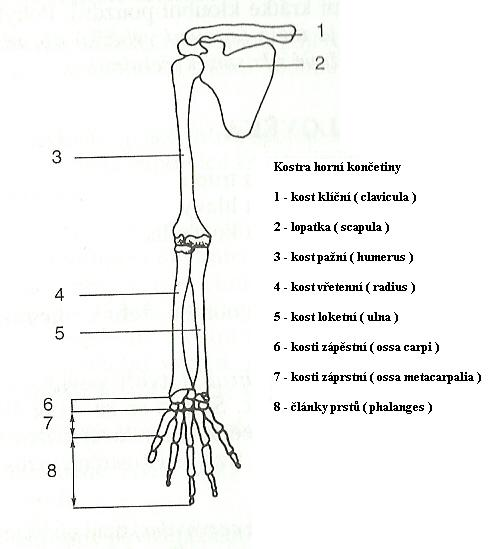 1
2
3
4
5
6
7
8
Kostra horní končetiny
1 - kost klíční ( clavicula )
2 - lopatka ( scapula )
3 - kost pažní ( humerus )
4 - kost vřetenní ( radius )
5 - kost loketní ( ulna )
6 - kosti zápěstní ( ossa carpi )
7 - kosti záprstní ( ossa metacarpalia )
8 - články prstů ( phalanges )